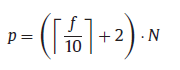 p = (⌈f/10⌉ + 2) · N